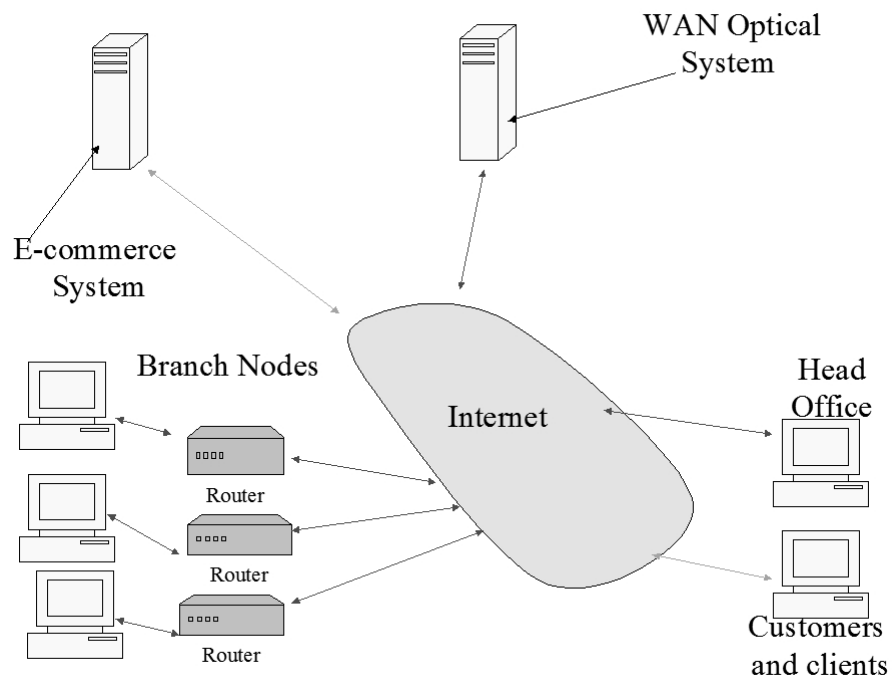 WAN Optical
System
E-commerce
System
Branch Nodes
Head
Office
Internet
Router
Router
Router
Customers
and clients